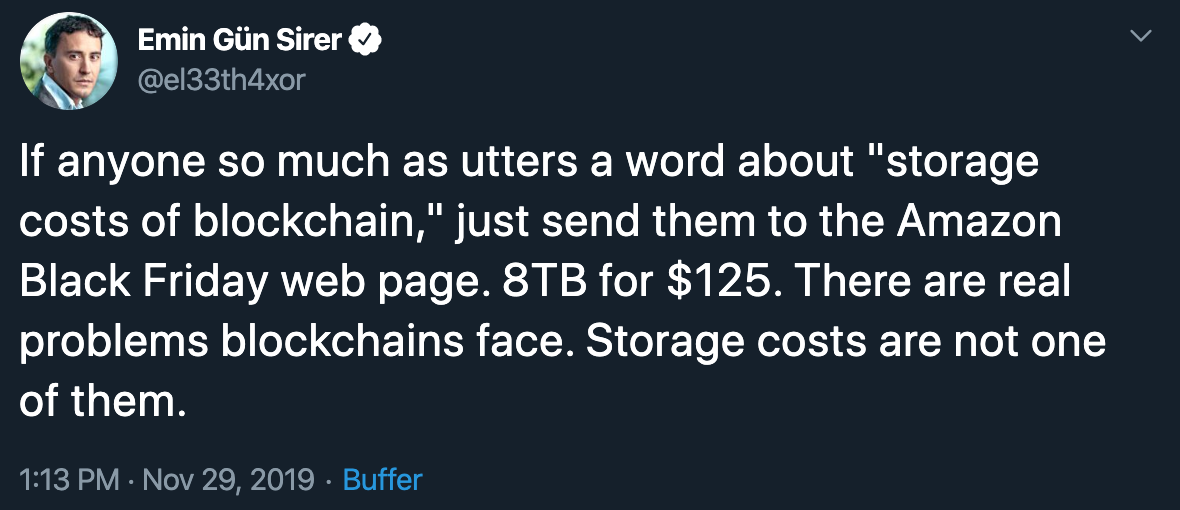 Emin Gün Sirer
@el33th4xor
If anyone so much as utters a word about "storage
costs of blockchain," just send them to the Amazon
Black Friday web page. 8TB for $125. There are real
problems blockchains face. Storage costs are not one
of them.
1:13 PM · Nov 29, 2019 · Buffer